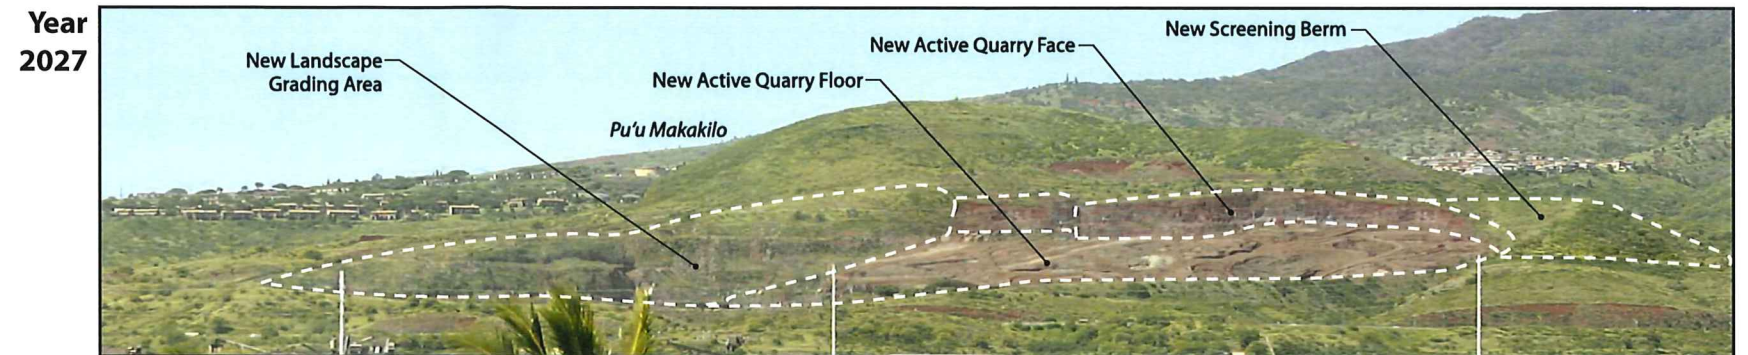 Year
2027
New Landscape
Grading Area
New Active Quarry Floor
Pu'u Makakilo
New Active Quarry Face
New Screening Berm